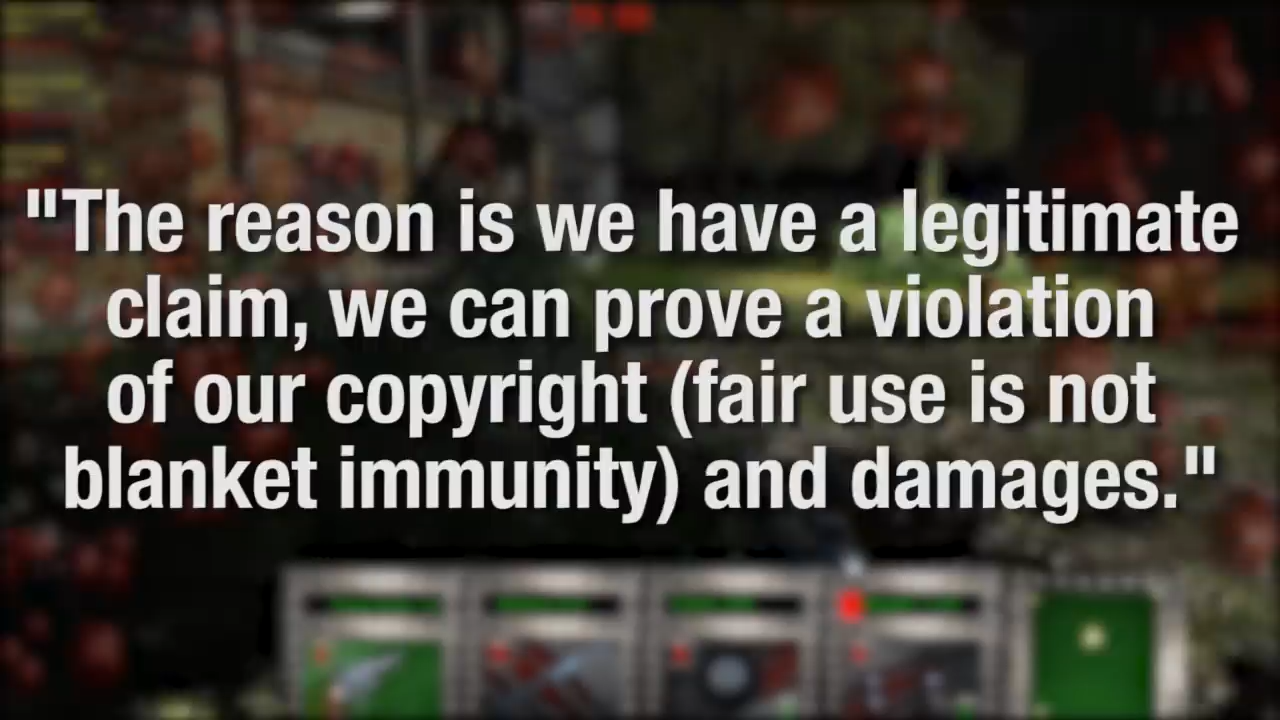 "The reason is we have a legitimate
claim, we can prove a violation
of our copyright (fair use is not
blanket immunity) and damages."